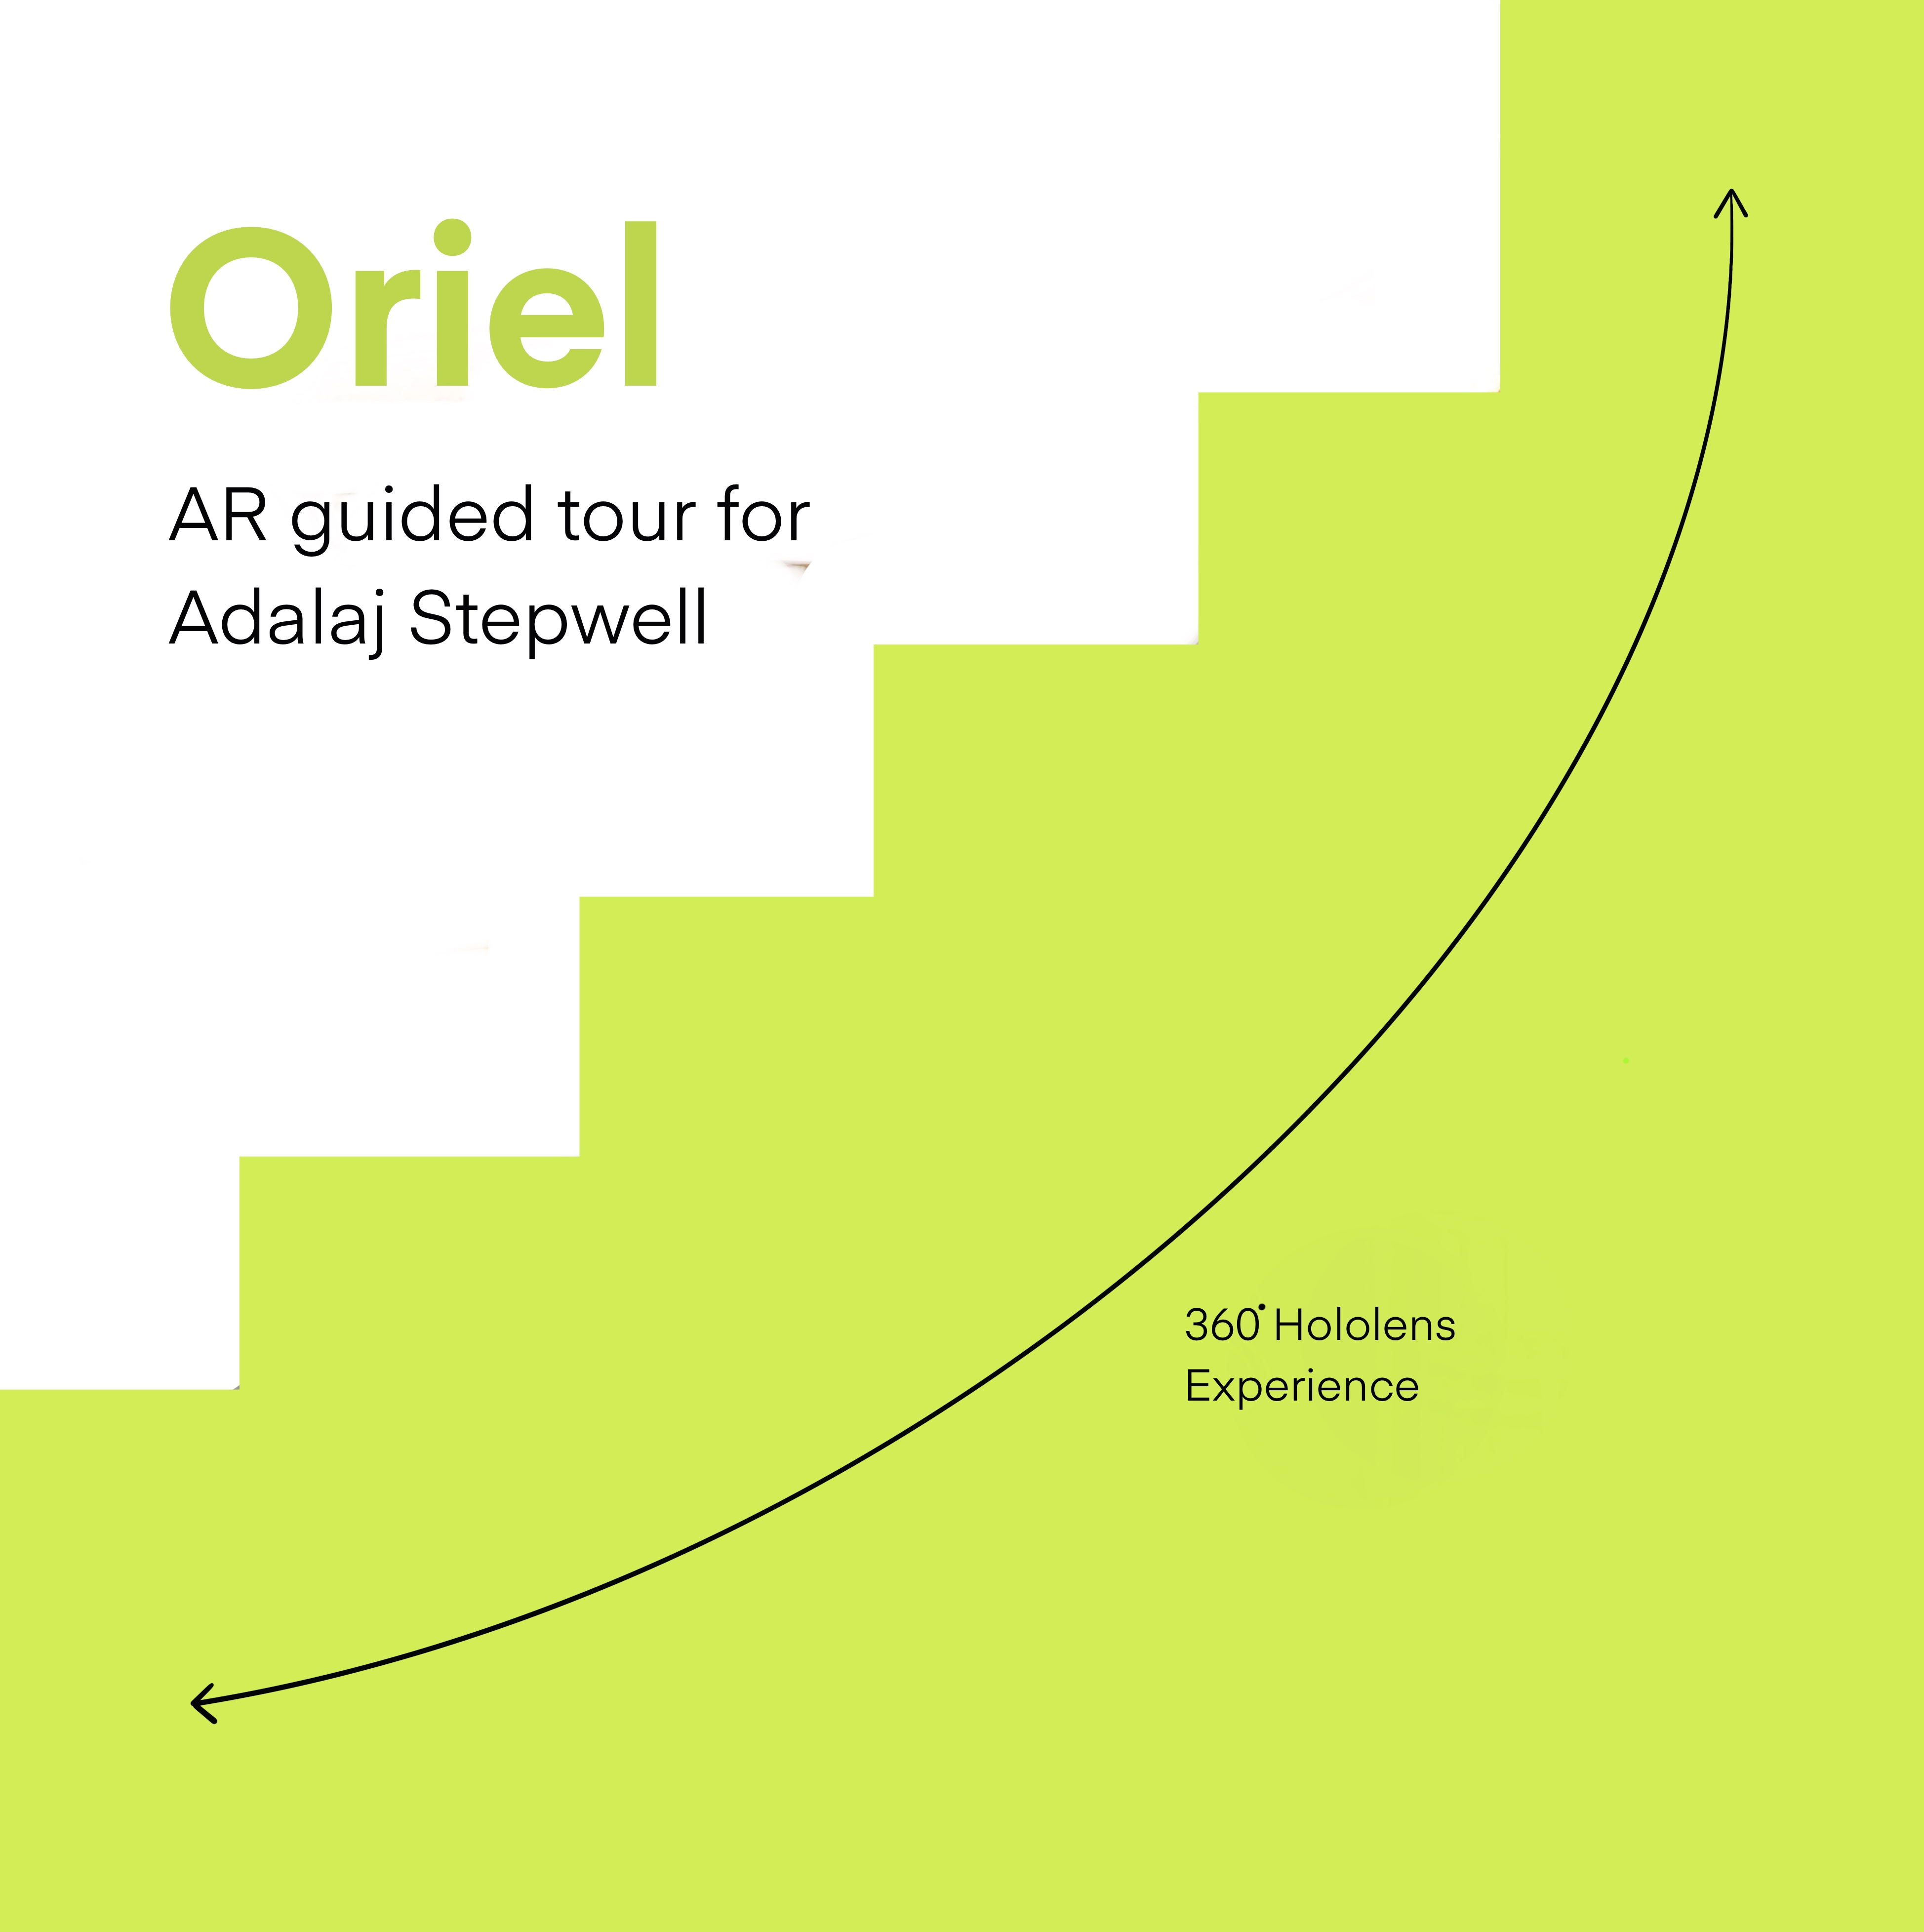 Oriel
AR guided tour for
Adalaj Stepwell
360° Hololens
Experience